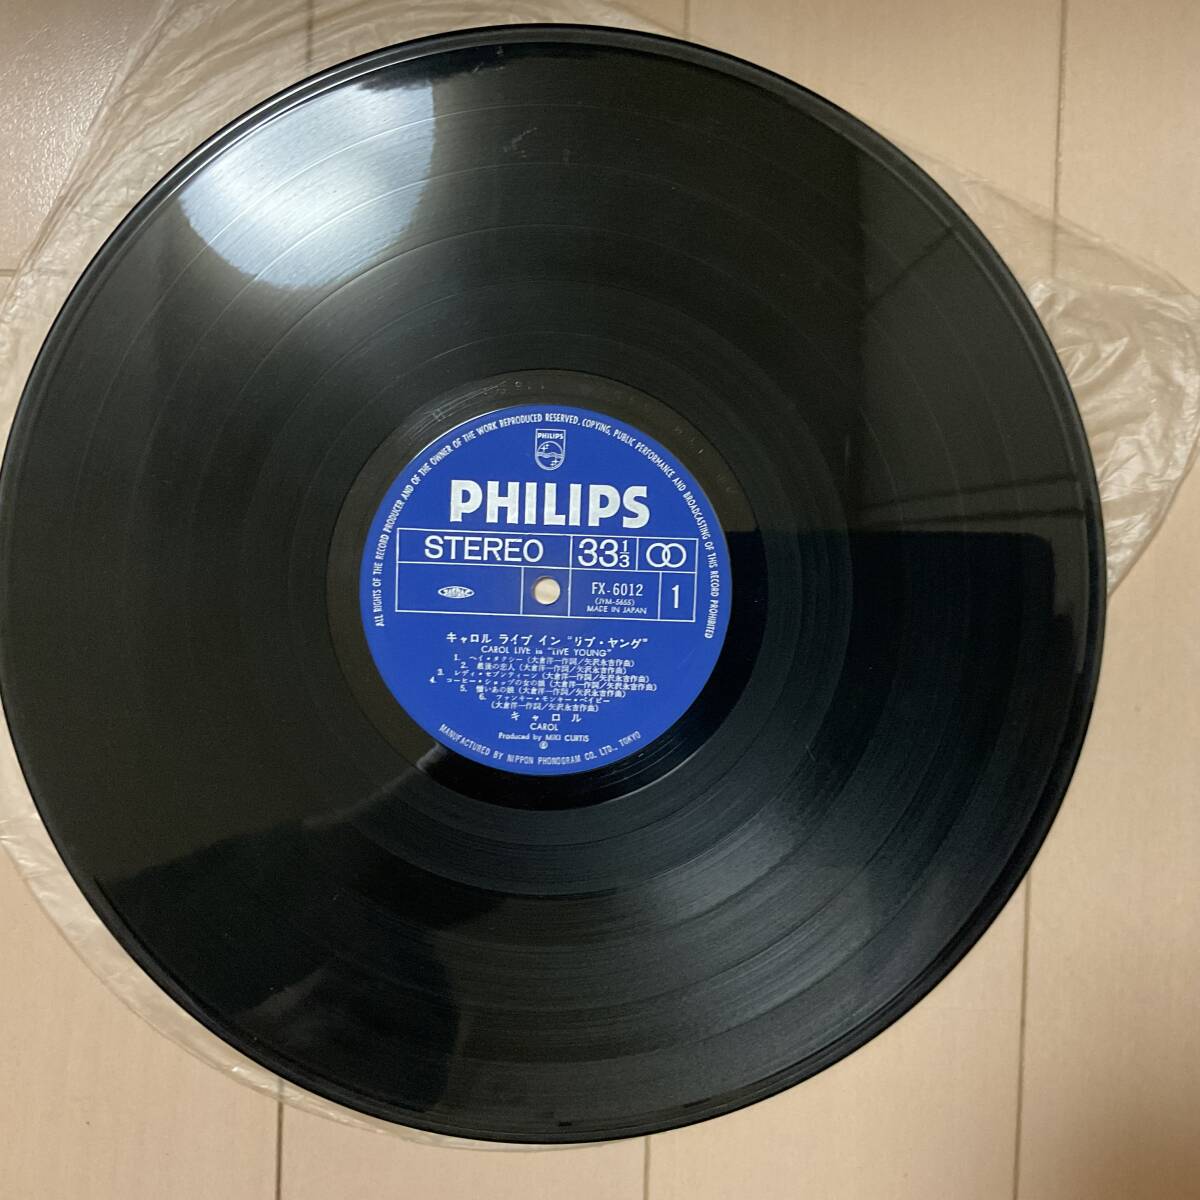 ALL RIGHTS OF THE RECORD PRODUCER AND OF THE OWNER OF THE WORK REPRODUCED RESERVED, COPYING, PUBLIC PERFORMANCE AND BROADCASTING OF THIS RECORD PROHIBITED
PHILIPS
PHILIPS
STEREO 33 1/3
FX-6012 1
(JYM-5655)
MADE IN JAPAN
キャロル ライブ イン "リブ・ヤング"
CAROL LIVE in "LIVE YOUNG"
1. ヘイ・タクシー (大倉洋一作詞/矢沢永吉作曲)
2. 最後の恋人 (大倉洋一作詞/矢沢永吉作曲)
3. レディ・セブンティーン (大倉洋一作詞/矢沢永吉作曲)
4. コーヒー・ショップの女の娘 (大倉洋一作詞/矢沢永吉作曲)
5. 憎いあの娘 (大倉洋一作詞/矢沢永吉作曲)
6. ファンキー・モンキー・ベイビー
(大倉洋一作詞/矢沢永吉作曲)
キャロル
CAROL
Produced by MIKI CURTIS
MANUFACTURED BY NIPPON PHONOGRAM CO. LTD., TOKYO